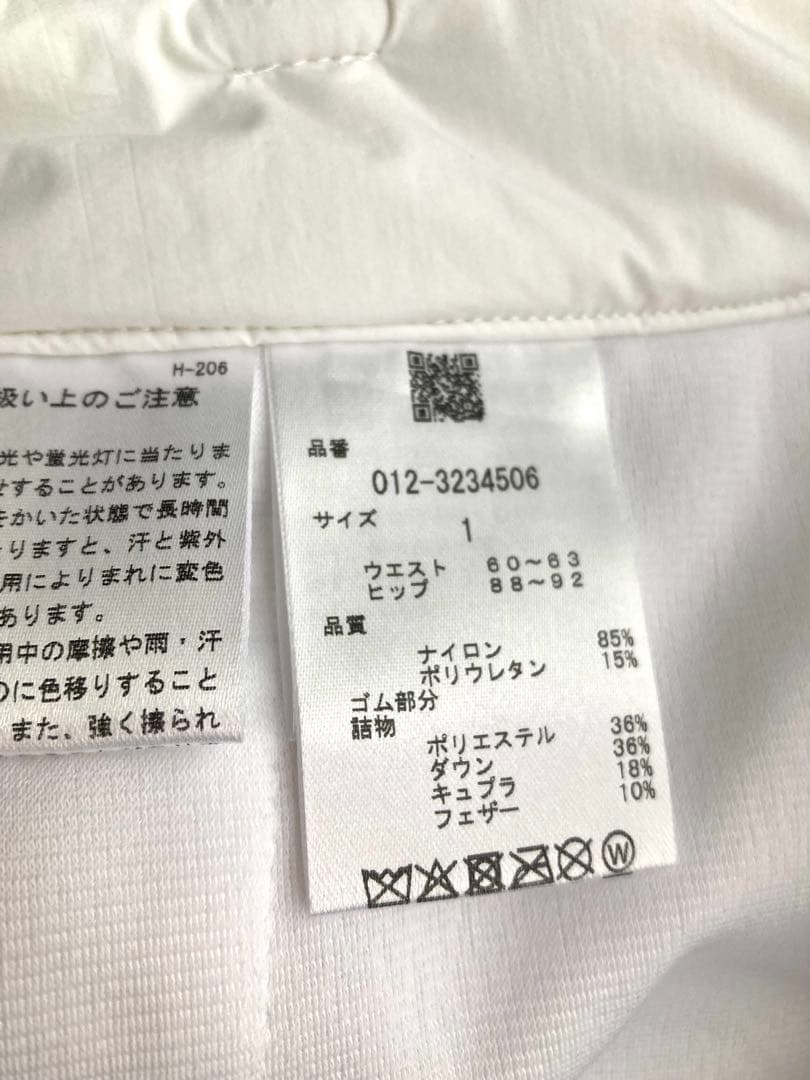 H-206
扱い上のご注意
光や蛍光灯に当たりま
せすることがあります。
をかいた状態で長時間
りますと、汗と紫外
用によりまれに変色
あります。
用中の摩擦や雨・汗
のに色移りすること
また、強く擦られ
品番
012-3234506
サイズ
1
ウエスト 60～63
ヒップ 88～92
品質
ナイロン 85%
ポリウレタン 15%
ゴム部分
詰物
ポリエステル 36%
ダウン 36%
キュプラ 18%
フェザー 10%
W